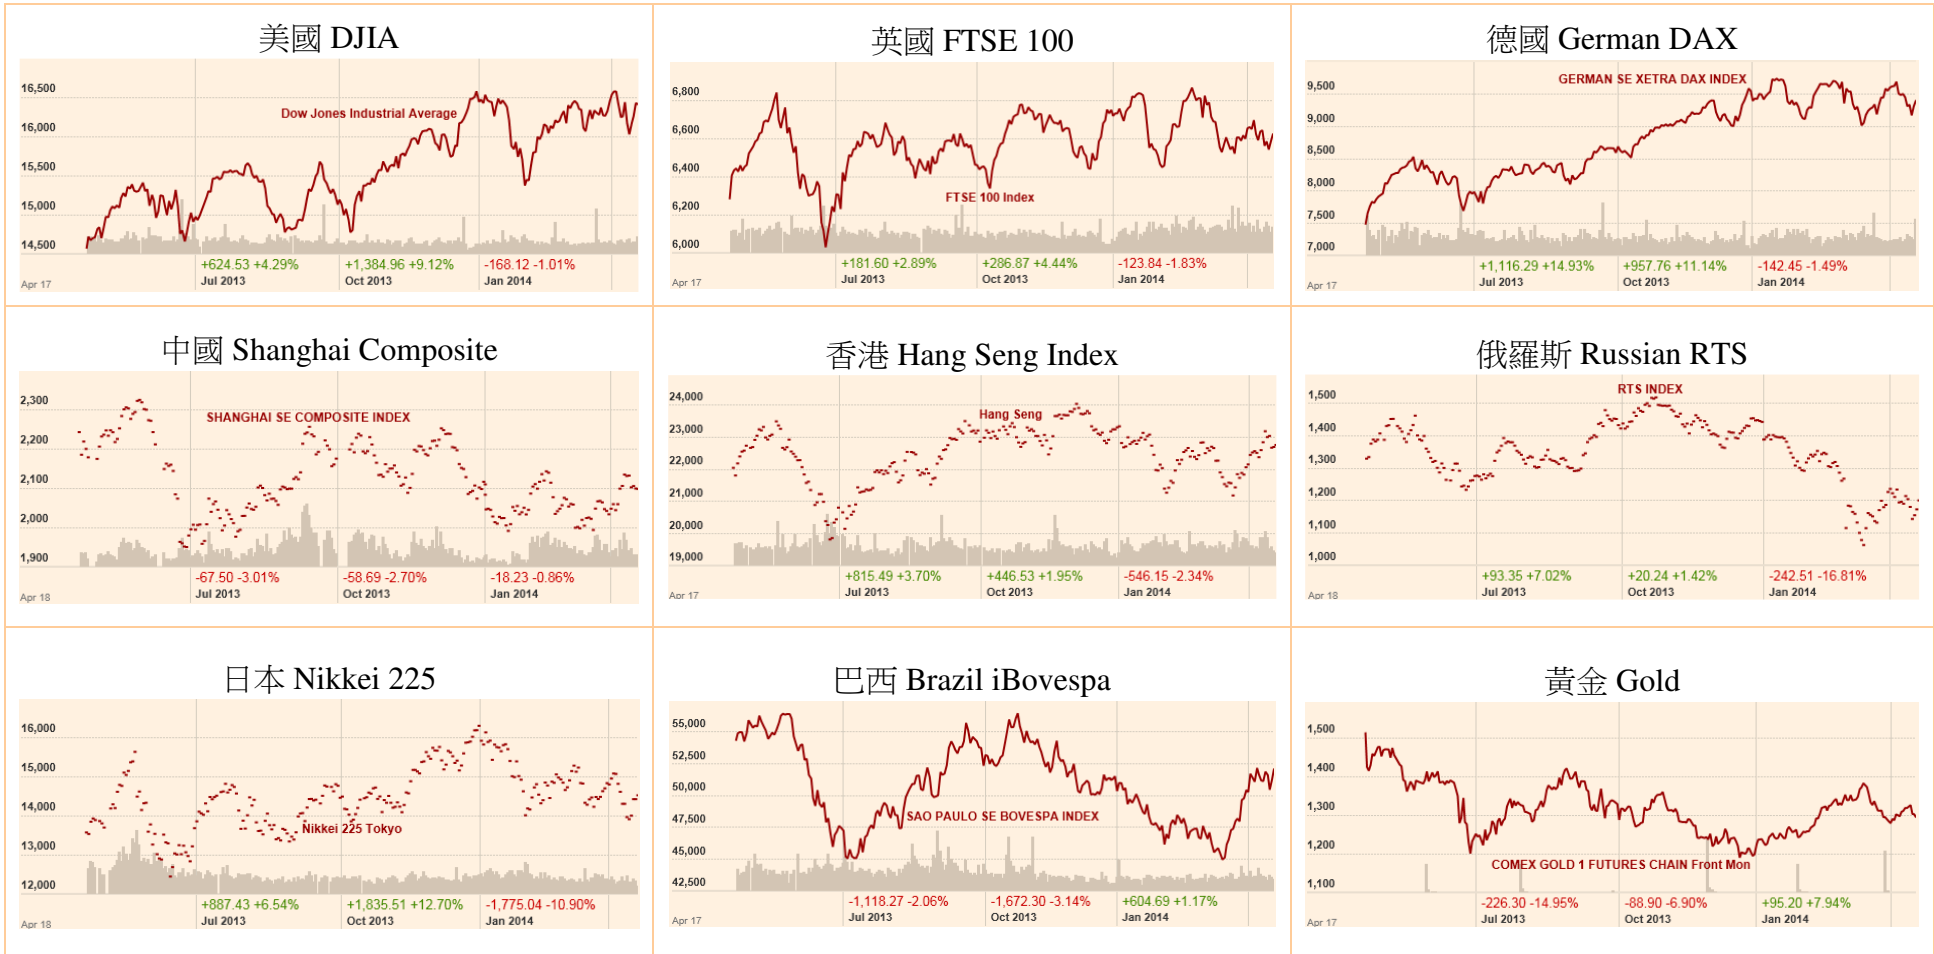 美國 DJIA
16,500
Dow Jones Industrial Average
16,000
15,500
15,000
14,500
+624.53 +4.29%
+1,384.96 +9.12%
-168.12 -1.01%
Apr 17
Jul 2013
Oct 2013
Jan 2014
英國 FTSE 100
6,800
6,600
6,400
FTSE 100 Index
6,200
6,000
+181.60 +2.89%
+286.87 +4.44%
-123.84 -1.83%
Apr 17
Jul 2013
Oct 2013
Jan 2014
德國 German DAX
GERMAN SE XETRA DAX INDEX
9,500
9,000
8,500
8,000
7,500
7,000
+1,116.29 +14.93%
+957.76 +11.14%
-142.45 -1.49%
Apr 17
Jul 2013
Oct 2013
Jan 2014
中國 Shanghai Composite
2,300
SHANGHAI SE COMPOSITE INDEX
2,200
2,100
2,000
1,900
-67.50 -3.01%
-58.69 -2.70%
-18.23 -0.86%
Apr 18
Jul 2013
Oct 2013
Jan 2014
香港 Hang Seng Index
24,000
Hang Seng
23,000
22,000
21,000
20,000
19,000
+815.49 +3.70%
+446.53 +1.95%
-546.15 -2.34%
Apr 17
Jul 2013
Oct 2013
Jan 2014
俄羅斯 Russian RTS
RTS INDEX
1,500
1,400
1,300
1,200
1,100
1,000
+93.35 +7.02%
+20.24 +1.42%
-242.51 -16.81%
Apr 18
Jul 2013
Oct 2013
Jan 2014
日本 Nikkei 225
16,000
15,000
14,000
Nikkei 225 Tokyo
13,000
12,000
+887.43 +6.54%
+1,835.51 +12.70%
-1,775.04 -10.90%
Apr 18
Jul 2013
Oct 2013
Jan 2014
巴西 Brazil iBovespa
55,000
52,500
50,000
SAO PAULO SE BOVESPA INDEX
47,500
45,000
42,500
-1,118.27 -2.06%
-1,672.30 -3.14%
+604.69 +1.17%
Apr 17
Jul 2013
Oct 2013
Jan 2014
黃金 Gold
1,500
1,400
1,300
1,200
COMEX GOLD 1 FUTURES CHAIN Front Mon
1,100
-226.30 -14.95%
-88.90 -6.90%
+95.20 +7.94%
Apr 17
Jul 2013
Oct 2013
Jan 2014